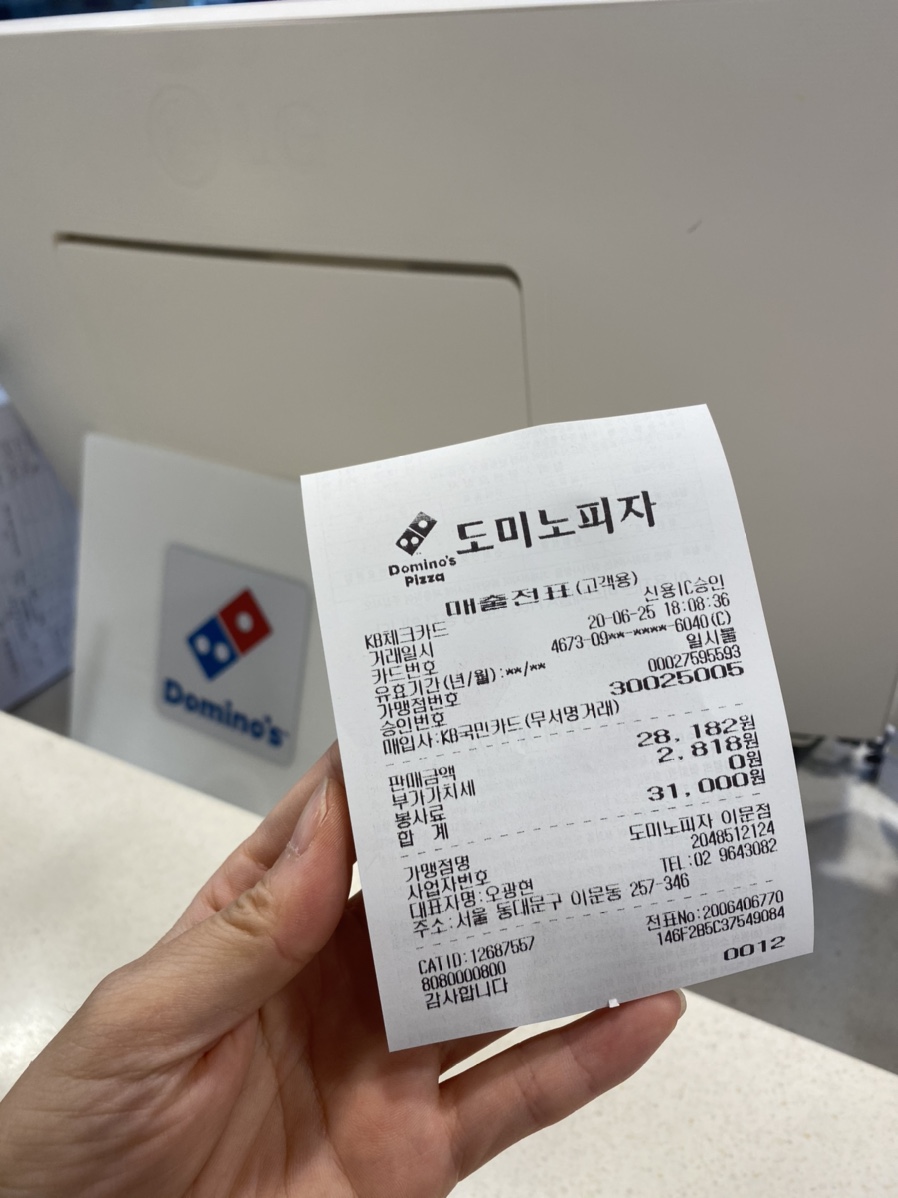 LG
Domino's
Domino's Pizza
도미노피자
매출전표(고객용)
KB체크카드 신용IC승인
거래일시 20-06-25 18:08:36
카드번호 4673-09**-****-6040(C)
유효기간(년/월):**/** 일시불
가맹점번호 00027595593
승인번호 30025005
매입사:KB국민카드(무서명거래)
판매금액 28,182원
부가가치세 2,818원
봉사료 0원
합 계 31,000원
가맹점명 도미노피자 이문점
사업자번호 2048512124
대표자명:오광현 TEL:02 9643082
주소:서울 동대문구 이문동 257-346
CATID:12687557 전표No:2006406770
8080000800 146F2B5C37549084
감사합니다 0012